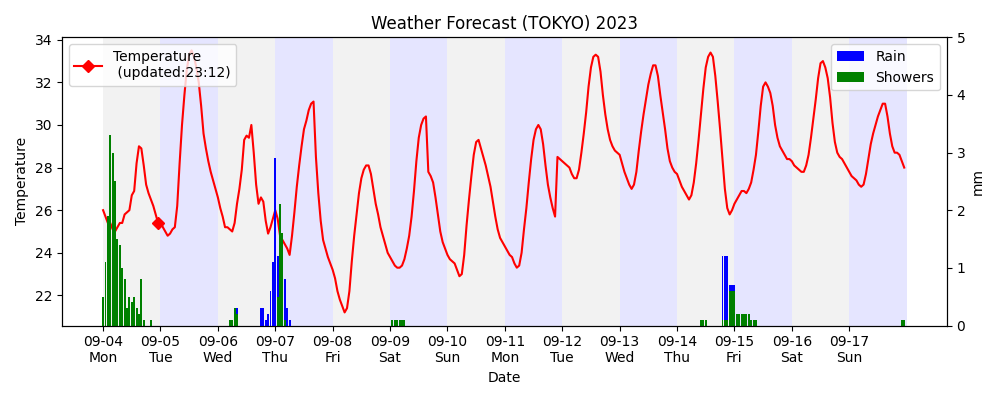 Weather Forecast (TOKYO) 2023
Temperature
(updated:23:12)
Rain
Showers
34
32
30
28
26
24
22
Temperature
5
4
3
2
1
0
mm
09-04 09-05 09-06 09-07 09-08 09-09 09-10 09-11 09-12 09-13 09-14 09-15 09-16 09-17
Mon Tue Wed Thu Fri Sat Sun Mon Tue Wed Thu Fri Sat Sun
Date